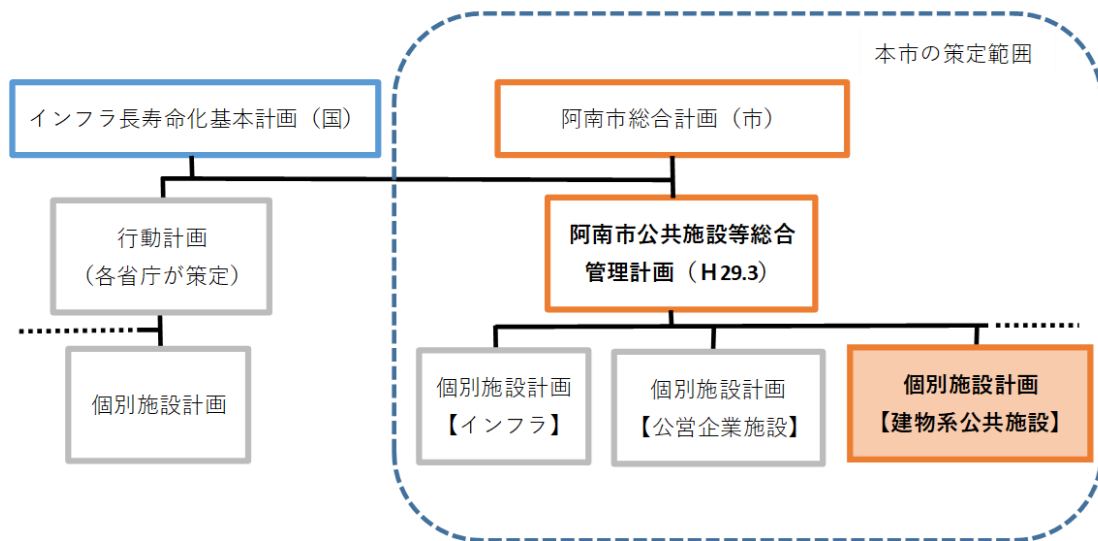 本市の策定範囲
インフラ長寿命化基本計画（国）
阿南市総合計画（市）
行動計画
（各省庁が策定）
阿南市公共施設等総合
管理計画（Ｈ29.3）
個別施設計画
個別施設計画
【インフラ】
個別施設計画
【公営企業施設】
個別施設計画
【建物系公共施設】